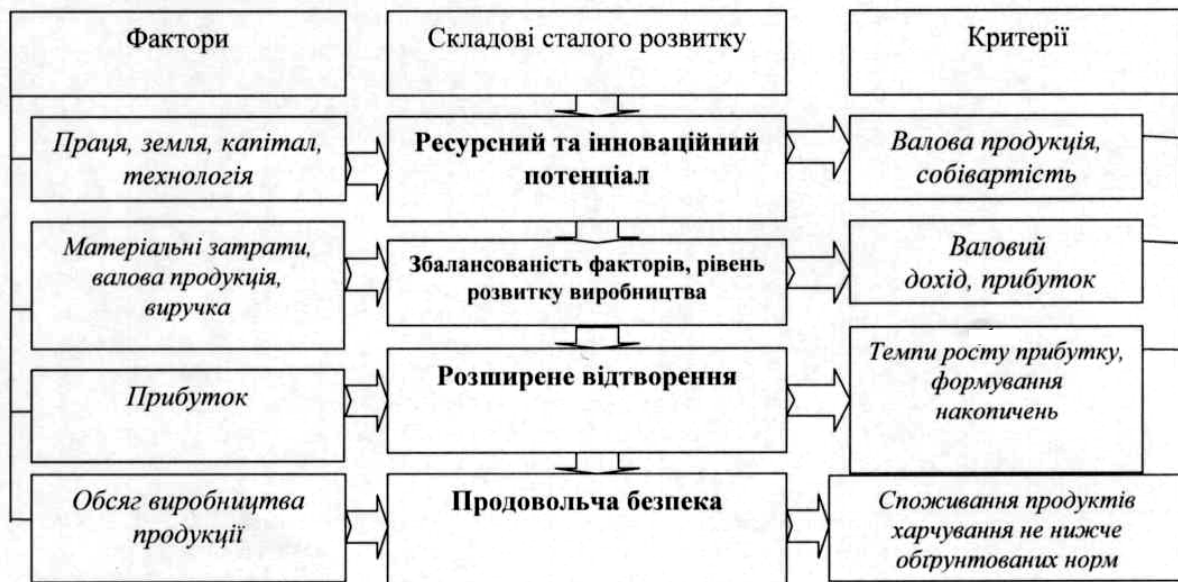 Фактори
Складові сталого розвитку
Критерії
Праця, земля, капітал,
технологія
Ресурсний та інноваційний
потенціал
Валова продукція,
собівартість
Матеріальні затрати,
валова продукція,
виручка
Збалансованість факторів, рівень
розвитку виробництва
Валовий
дохід, прибуток
Прибуток
Розширене відтворення
Темпи росту прибутку,
формування
накопичень
Обсяг виробництва
продукції
Продовольча безпека
Споживання продуктів
харчування не нижче
обґрунтованих норм